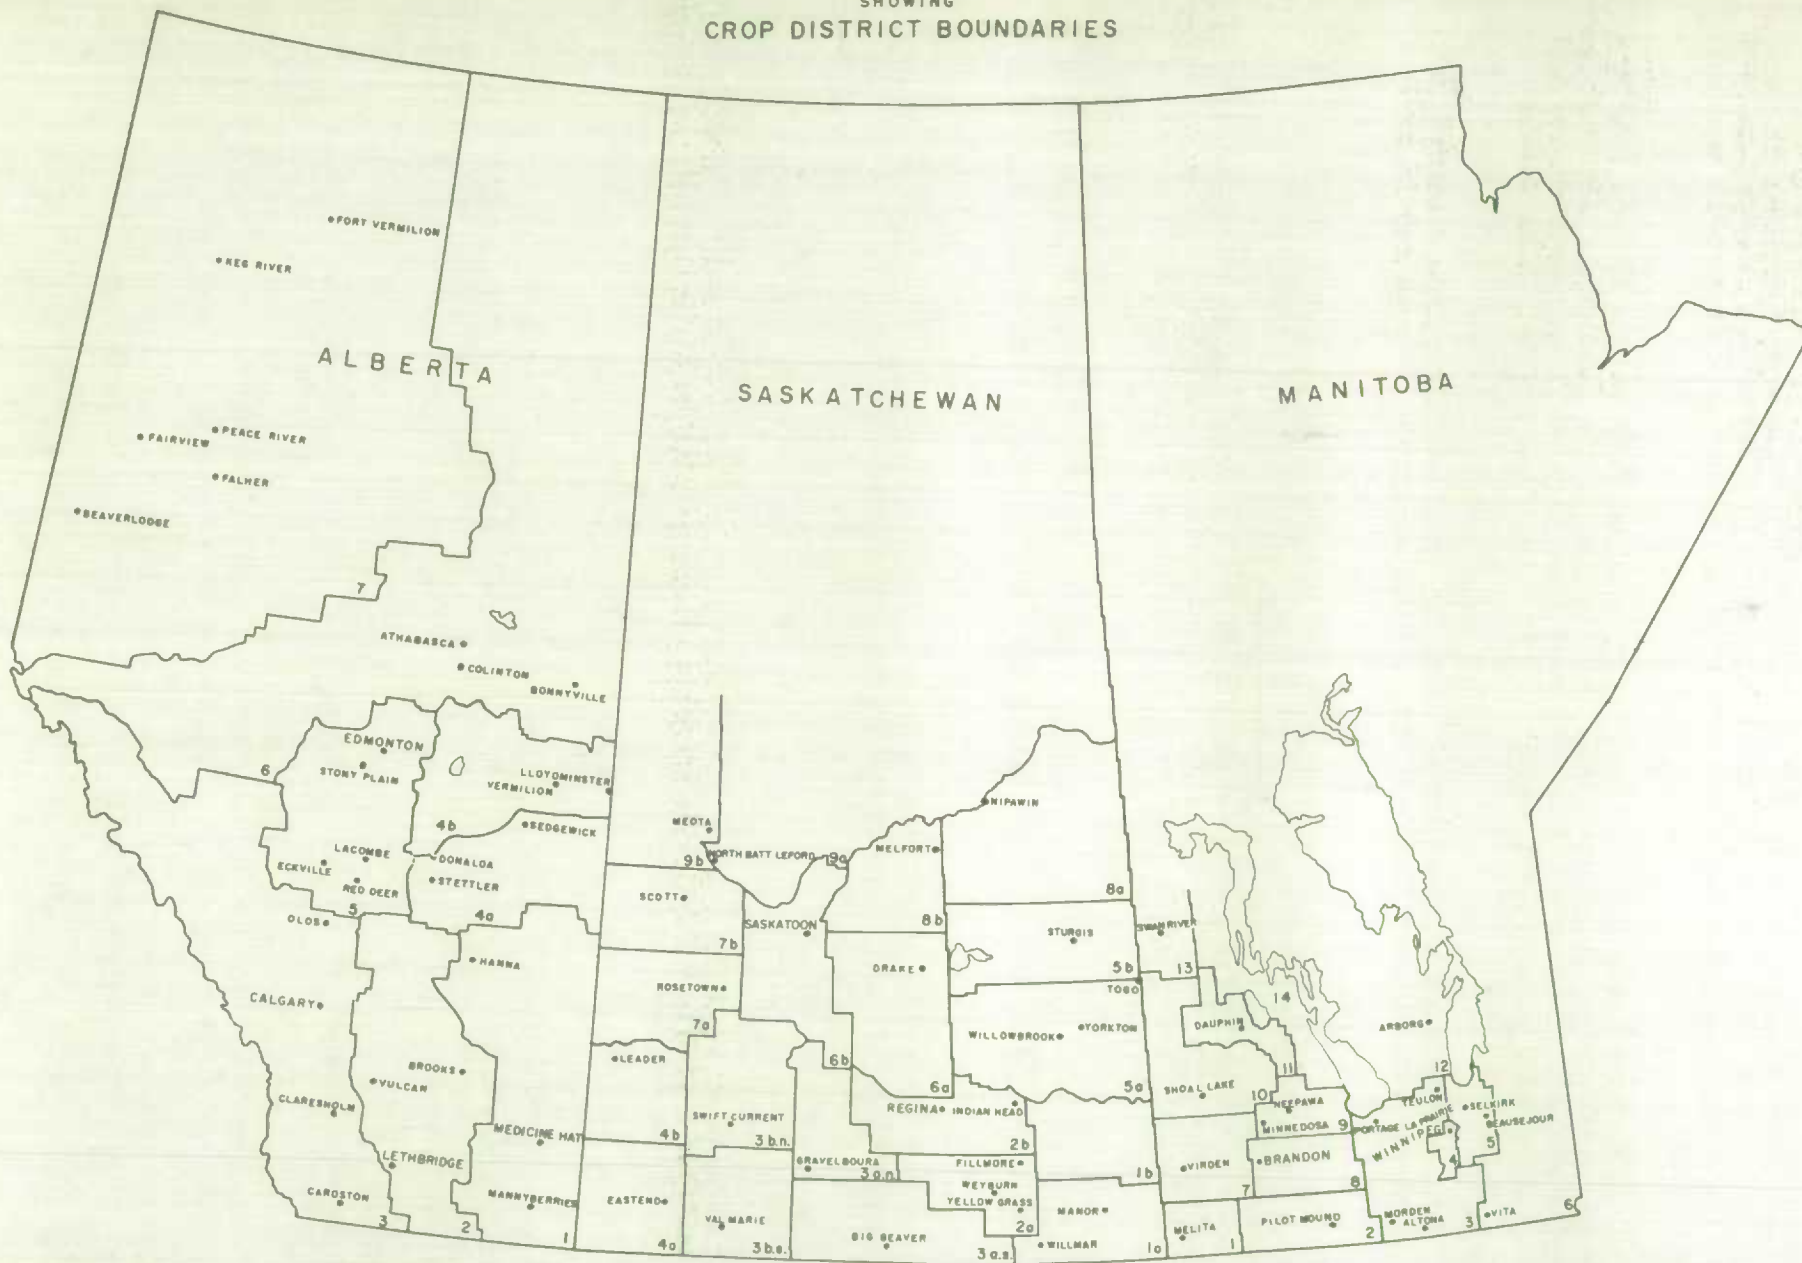 SHOWING
CROP DISTRICT BOUNDARIES
FORT VERMILION
KEG RIVER
ALBERTA
SASKATCHEWAN
MANITOBA
PEACE RIVER
FAIRVIEW
FALHER
BEAVERLODGE
7
ATHABASCA
COLINTON
BONNYVILLE
EDMONTON
STONY PLAIN
6
LLOYDMINSTER
VERMILION
4b
SEDGEWICK
LACOMBE
ECKVILLE
RED DEER
5
DONALDA
STETTLER
4a
OLDS
HANNA
CALGARY
BROOKS
VULCAN
CLARESHOLM
MEDICINE HAT
LETHBRIDGE
CARDSTON
3
2
MANNYBERRIES
1
MEOTA
9b
NORTH BATTLEFORD
9a
NIPAWIN
MELFORT
8a
SCOTT
7b
SASKATOON
8b
STURGIS
5b
DRAKE
ROSETOWN
7a
TOGO
WILLOWBROOK
YORKTON
5a
LEADER
6b
6a
REGINA
INDIAN HEAD
2b
SWIFT CURRENT
3 b.n.
4b
GRAVELBOURA
3 a.n.
FILLMORE
WEYBURN
YELLOW GRASS
2a
1b
EASTEND
4a
VAL MARIE
3 b.s.
BIG BEAVER
3 a.s.
MANOR
WILLMAR
1a
SWAN RIVER
13
14
DAUPHIN
ARBORG
11
12
SHOAL LAKE
10
NEEPAWA
MINNEDOSA
9
TEULON
SELKIRK
PORTAGE LA PRAIRIE
WINNIPEG
BEAUSEJOUR
5
4
VIRDEN
7
BRANDON
8
MELITA
1
PILOT MOUND
2
MORDEN
ALTONA
3
VITA
6